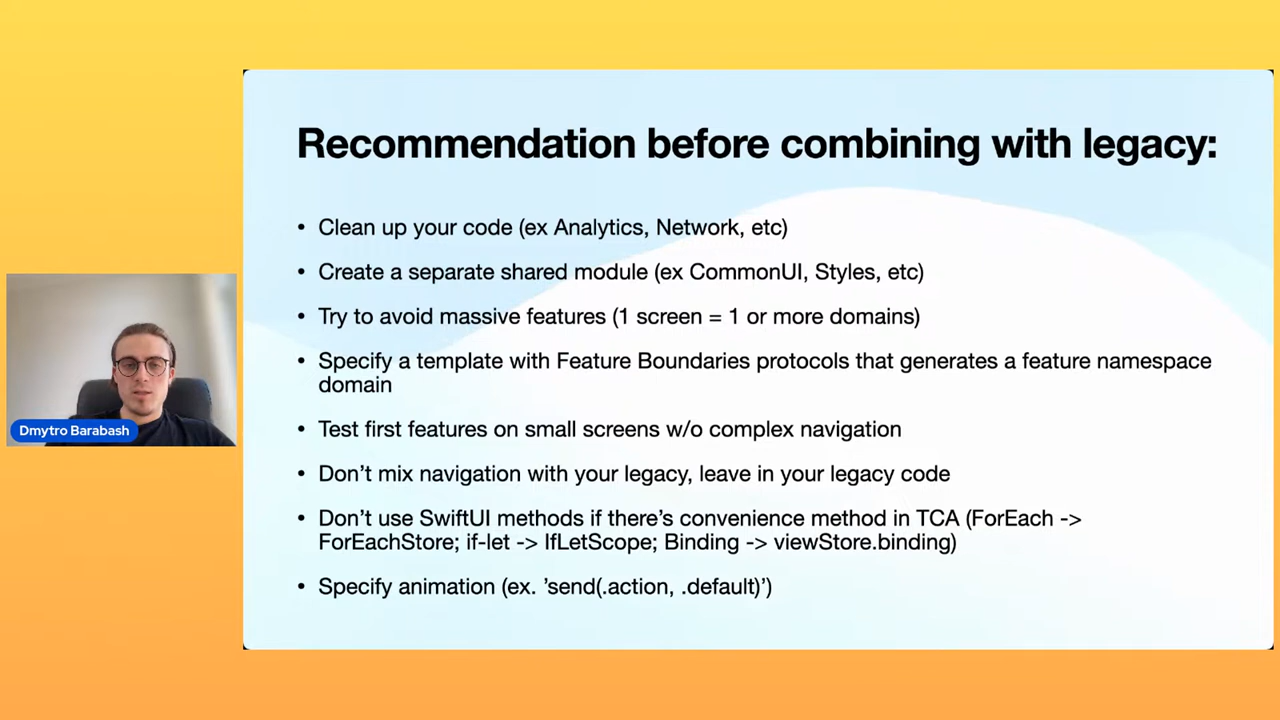 Recommendation before combining with legacy:
• Clean up your code (ex Analytics, Network, etc)
• Create a separate shared module (ex CommonUI, Styles, etc)
• Try to avoid massive features (1 screen = 1 or more domains)
• Specify a template with Feature Boundaries protocols that generates a feature namespace
domain
• Test first features on small screens w/o complex navigation
• Don’t mix navigation with your legacy, leave in your legacy code
• Don’t use SwiftUI methods if there’s convenience method in TCA (ForEach ->
ForEachStore; if-let -> IfLetScope; Binding -> viewStore.binding)
• Specify animation (ex. ’send(.action, .default)’)
Dmytro Barabash